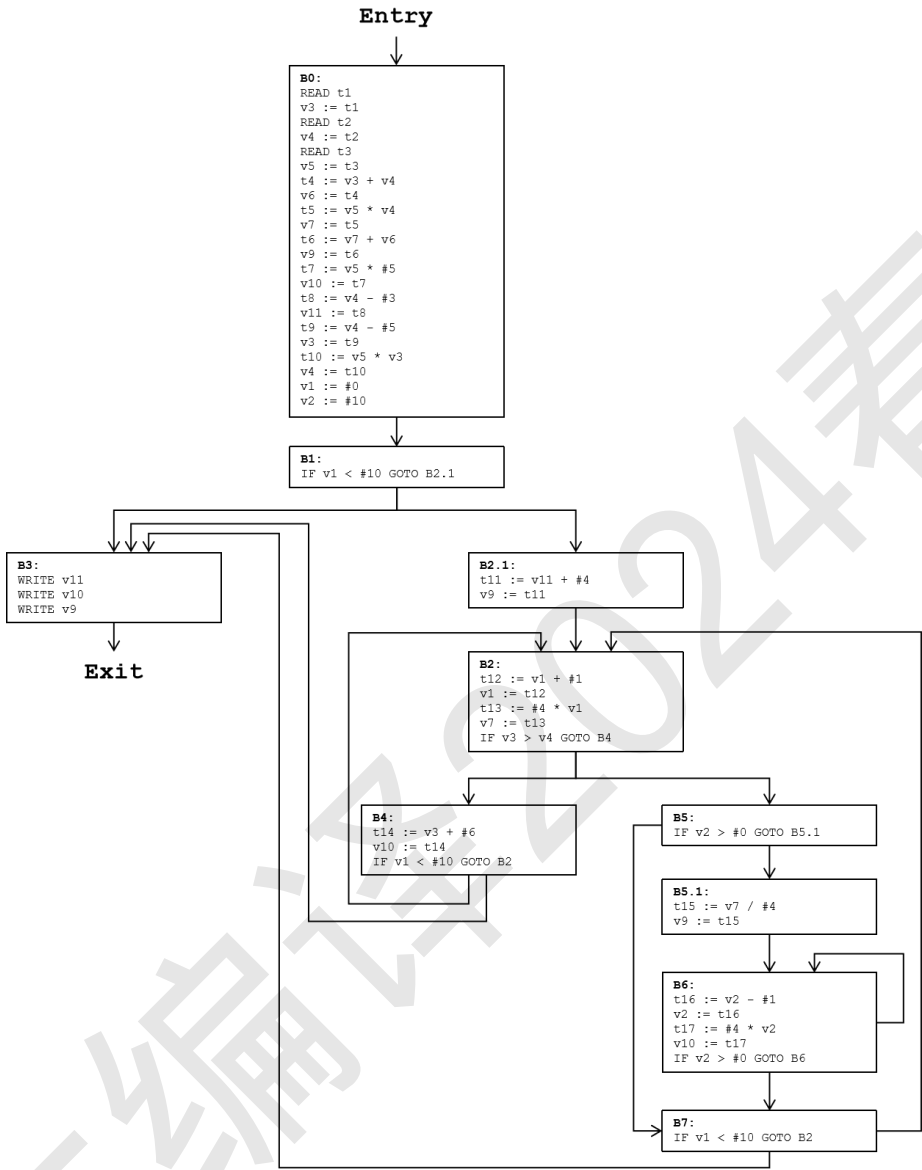 Entry
B0:
READ t1
v3 := t1
READ t2
v4 := t2
READ t3
v5 := t3
t4 := v3 + v4
v6 := t4
t5 := v5 * v4
v7 := t5
t6 := v7 + v6
v9 := t6
t7 := v5 * #5
v10 := t7
t8 := v4 - #3
v11 := t8
t9 := v4 - #5
v3 := t9
t10 := v5 * v3
v4 := t10
v1 := #0
v2 := #10
B1:
IF v1 < #10 GOTO B2.1
B3:
WRITE v11
WRITE v10
WRITE v9
Exit
B2.1:
t11 := v11 + #4
v9 := t11
B2:
t12 := v1 + #1
v1 := t12
t13 := #4 * v1
v7 := t13
IF v3 > v4 GOTO B4
B4:
t14 := v3 + #6
v10 := t14
IF v1 < #10 GOTO B2
B5:
IF v2 > #0 GOTO B5.1
B5.1:
t15 := v7 / #4
v9 := t15
B6:
t16 := v2 - #1
v2 := t16
t17 := #4 * v2
v10 := t17
IF v2 > #0 GOTO B6
B7:
IF v1 < #10 GOTO B2
编译2024春